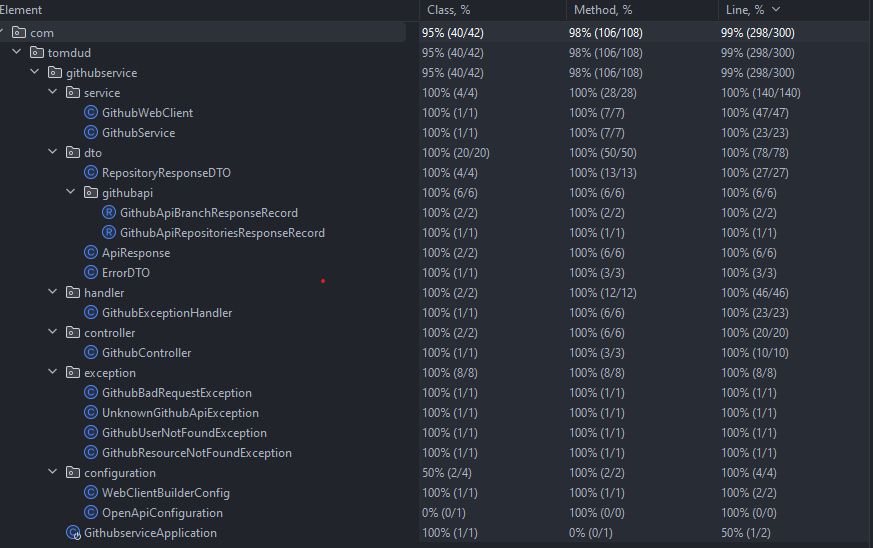 Element Class, % Method, % Line, %
com 95% (40/42) 98% (106/108) 99% (298/300)
tomdud 95% (40/42) 98% (106/108) 99% (298/300)
githubservice 95% (40/42) 98% (106/108) 99% (298/300)
service 100% (4/4) 100% (28/28) 100% (140/140)
GithubWebClient 100% (1/1) 100% (7/7) 100% (47/47)
GithubService 100% (1/1) 100% (7/7) 100% (23/23)
dto 100% (20/20) 100% (50/50) 100% (78/78)
RepositoryResponseDTO 100% (4/4) 100% (13/13) 100% (27/27)
githubapi 100% (6/6) 100% (6/6) 100% (6/6)
GithubApiBranchResponseRecord 100% (2/2) 100% (2/2) 100% (2/2)
GithubApiRepositoriesResponseRecord 100% (1/1) 100% (1/1) 100% (1/1)
ApiResponse 100% (2/2) 100% (6/6) 100% (6/6)
ErrorDTO 100% (1/1) 100% (3/3) 100% (3/3)
handler 100% (2/2) 100% (12/12) 100% (46/46)
GithubExceptionHandler 100% (1/1) 100% (6/6) 100% (23/23)
controller 100% (2/2) 100% (6/6) 100% (20/20)
GithubController 100% (1/1) 100% (3/3) 100% (10/10)
exception 100% (8/8) 100% (8/8) 100% (8/8)
GithubBadRequestException 100% (1/1) 100% (1/1) 100% (1/1)
UnknownGithubApiException 100% (1/1) 100% (1/1) 100% (1/1)
GithubUserNotFoundException 100% (1/1) 100% (1/1) 100% (1/1)
GithubResourceNotFoundException 100% (1/1) 100% (1/1) 100% (1/1)
configuration 50% (2/4) 100% (2/2) 100% (4/4)
WebClientBuilderConfig 100% (1/1) 100% (1/1) 100% (2/2)
OpenApiConfiguration 0% (0/1) 100% (0/0) 100% (0/0)
GithubserviceApplication 100% (1/1) 0% (0/1) 50% (1/2)